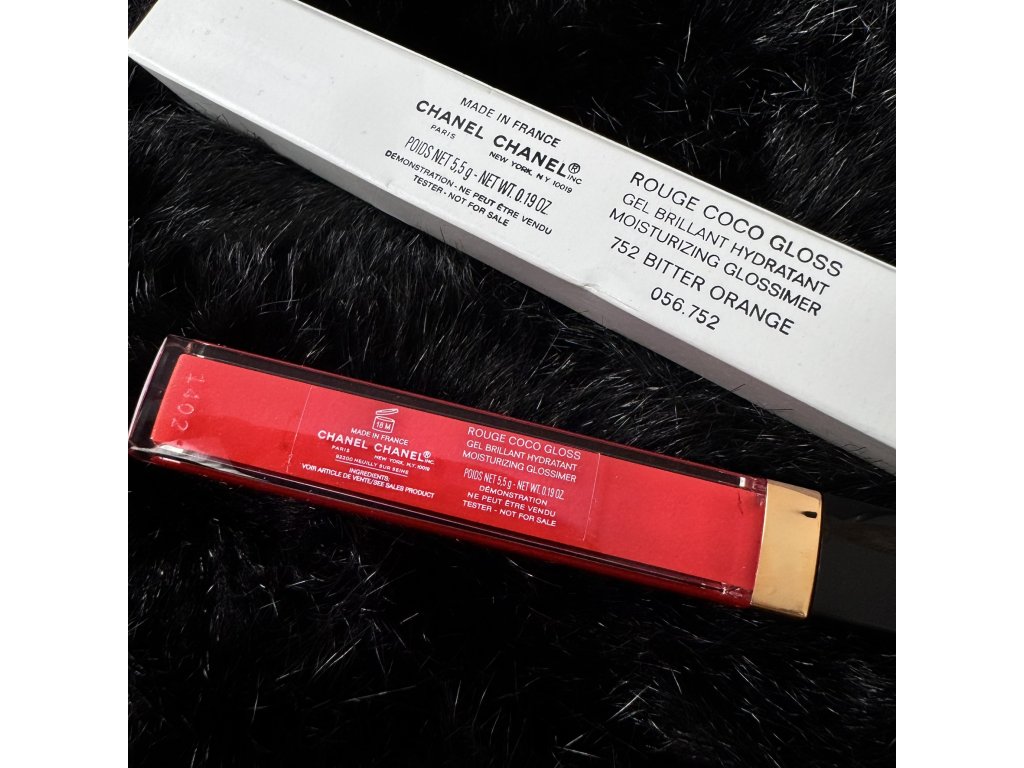 MADE IN FRANCE
CHANEL CHANEL®INC
PARIS NEW YORK. N.Y 10019
POIDS NET 5,5 g - NET WT. 0.19 OZ.
DÉMONSTRATION - NE PEUT ÊTRE VENDU
TESTER - NOT FOR SALE
ROUGE COCO GLOSS
GEL BRILLANT HYDRATANT
MOISTURIZING GLOSSIMER
752 BITTER ORANGE
056.752
1402
18 M
MADE IN FRANCE
CHANEL CHANEL®INC.
PARIS NEW YORK. N.Y. 10019
92200 NEUILLY SUR SEINE
INGREDIENTS:
VOIR ARTICLE DE VENTE/SEE SALES PRODUCT
ROUGE COCO GLOSS
GEL BRILLANT HYDRATANT
MOISTURIZING GLOSSIMER
POIDS NET 5,5 g - NET WT. 0.19 OZ.
DÉMONSTRATION
NE PEUT ÊTRE VENDU
TESTER - NOT FOR SALE